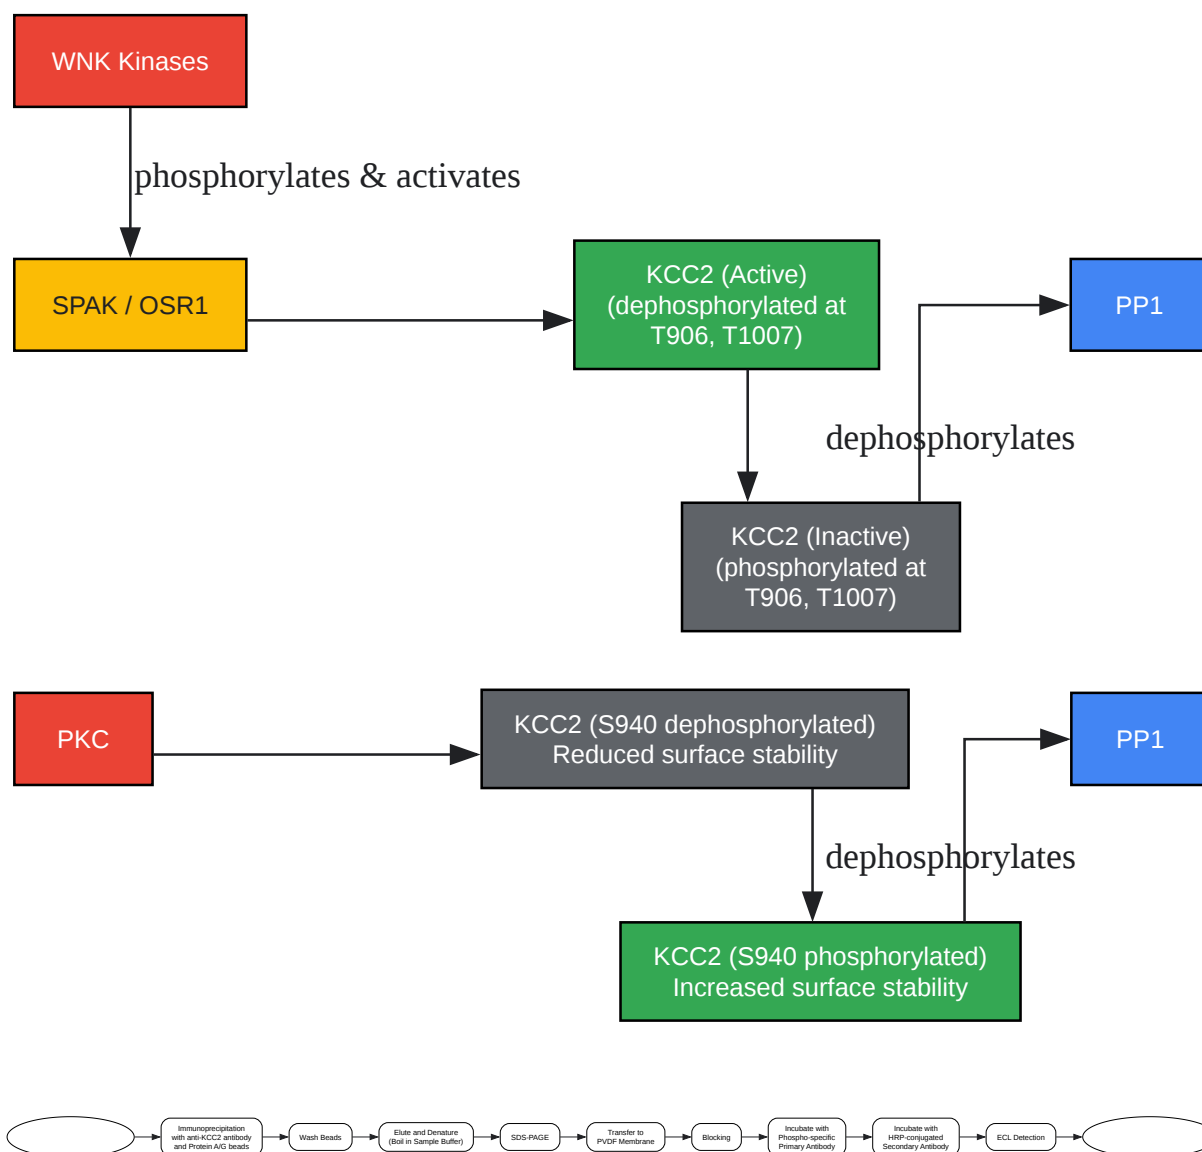 WNK Kinases
phosphorylates & activates
SPAK / OSR1
KCC2 (Active)
(dephosphorylated at
T906, T1007)
PP1
dephosphorylates
KCC2 (Inactive)
(phosphorylated at
T906, T1007)
PKC
KCC2 (S940 dephosphorylated)
Reduced surface stability
PP1
dephosphorylates
KCC2 (S940 phosphorylated)
Increased surface stability
Immunoprecipitation
with anti-KCC2 antibody
and Protein A/G beads
Wash Beads
Elute and Denature
(Boil in Sample Buffer)
SDS-PAGE
Transfer to
PVDF Membrane
Blocking
Incubate with
Phospho-specific
Primary Antibody
Incubate with
HRP-conjugated
Secondary Antibody
ECL Detection